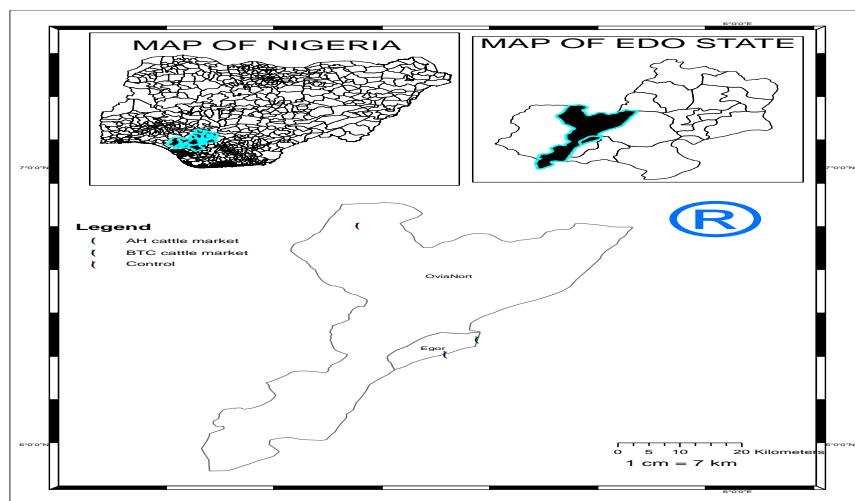 6°0'0"E
MAP OF NIGERIA
MAP OF EDO STATE
7°0'0"N
7°0'0"N
®
Legend
AH cattle market
BTC cattle market
Control
OviaNort
Egor
6°0'0"N
6°0'0"N
0 5 10 20 Kilometers
1 cm = 7 km
6°0'0"E